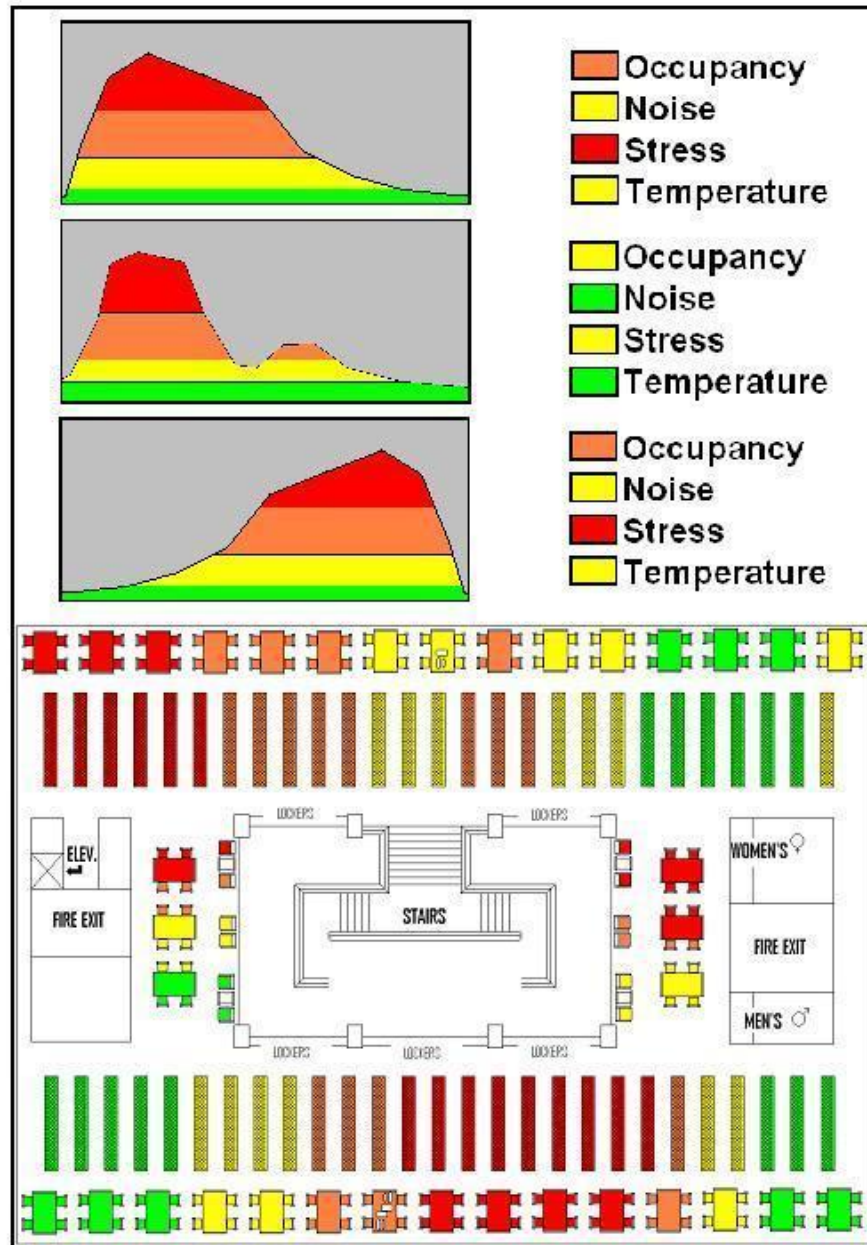 Occupancy
Noise
Stress
Temperature
Occupancy
Noise
Stress
Temperature
Occupancy
Noise
Stress
Temperature
LOCKERS
LOCKERS
ELEV.
WOMEN'S
STAIRS
FIRE EXIT
FIRE EXIT
MEN'S
LOCKERS
LOCKERS
LOCKERS